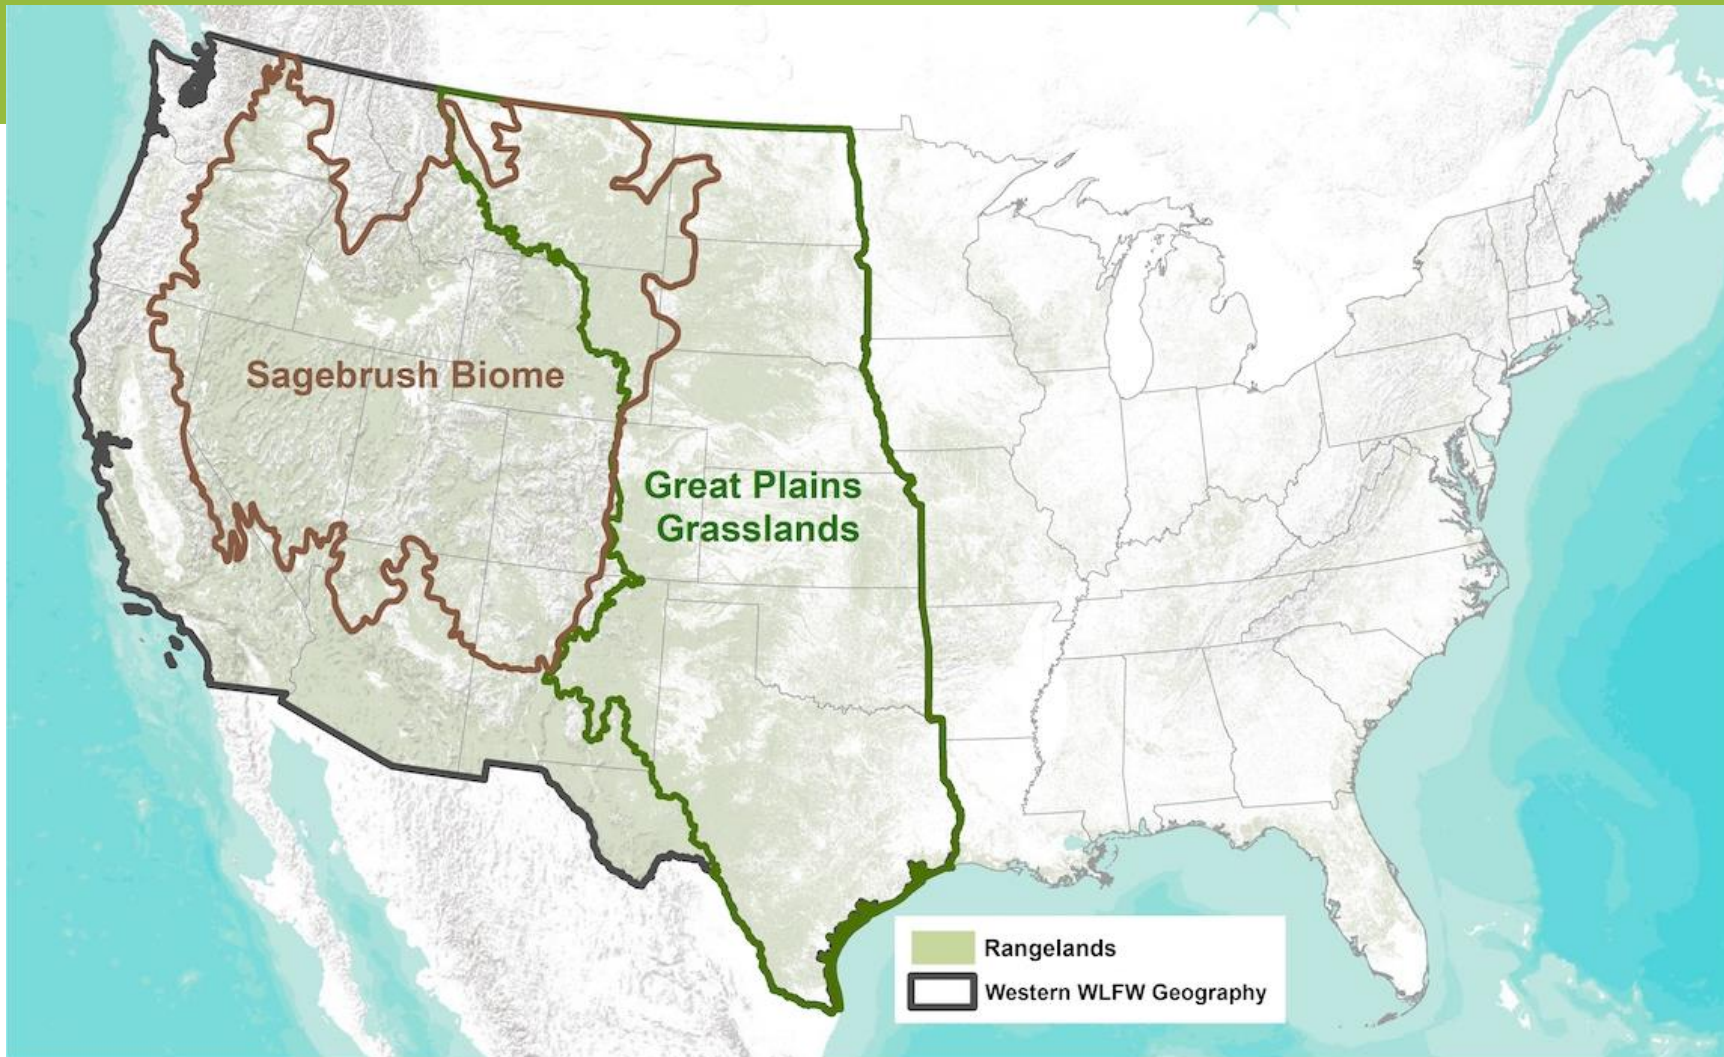 Sagebrush Biome
Great Plains
Grasslands
Rangelands
Western WLFW Geography